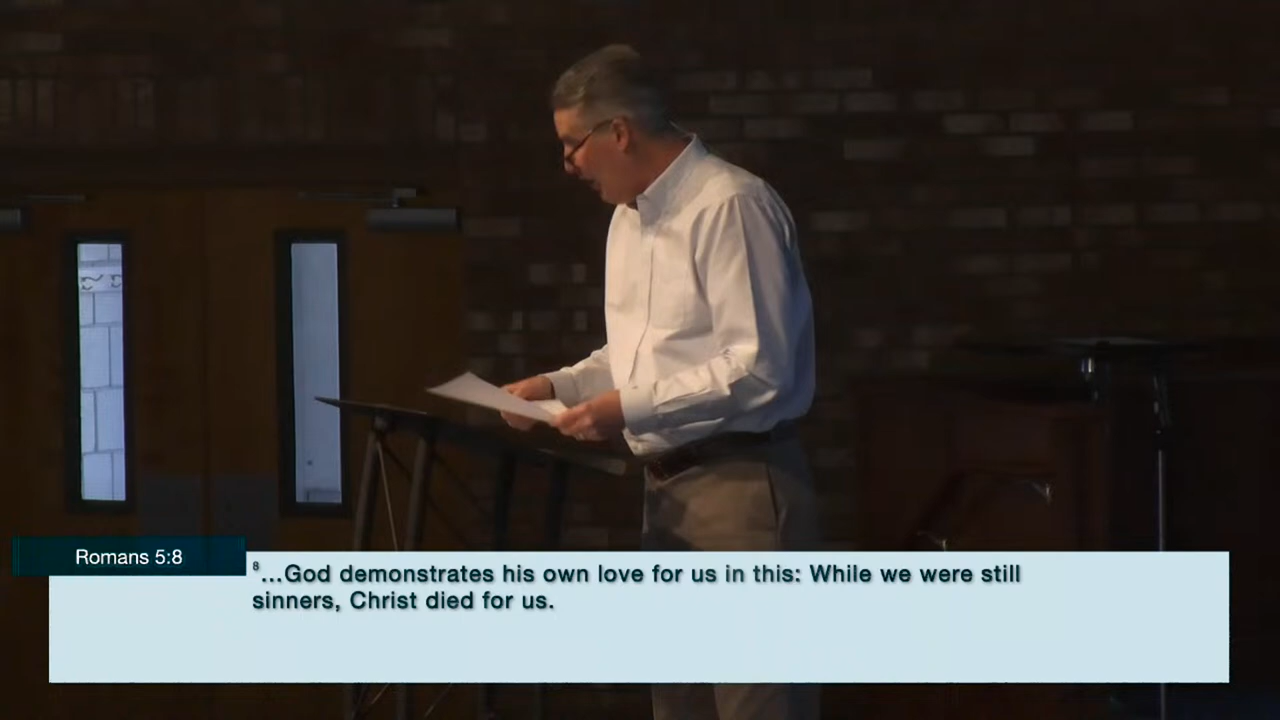 Romans 5:8
⁸...God demonstrates his own love for us in this: While we were still
sinners, Christ died for us.